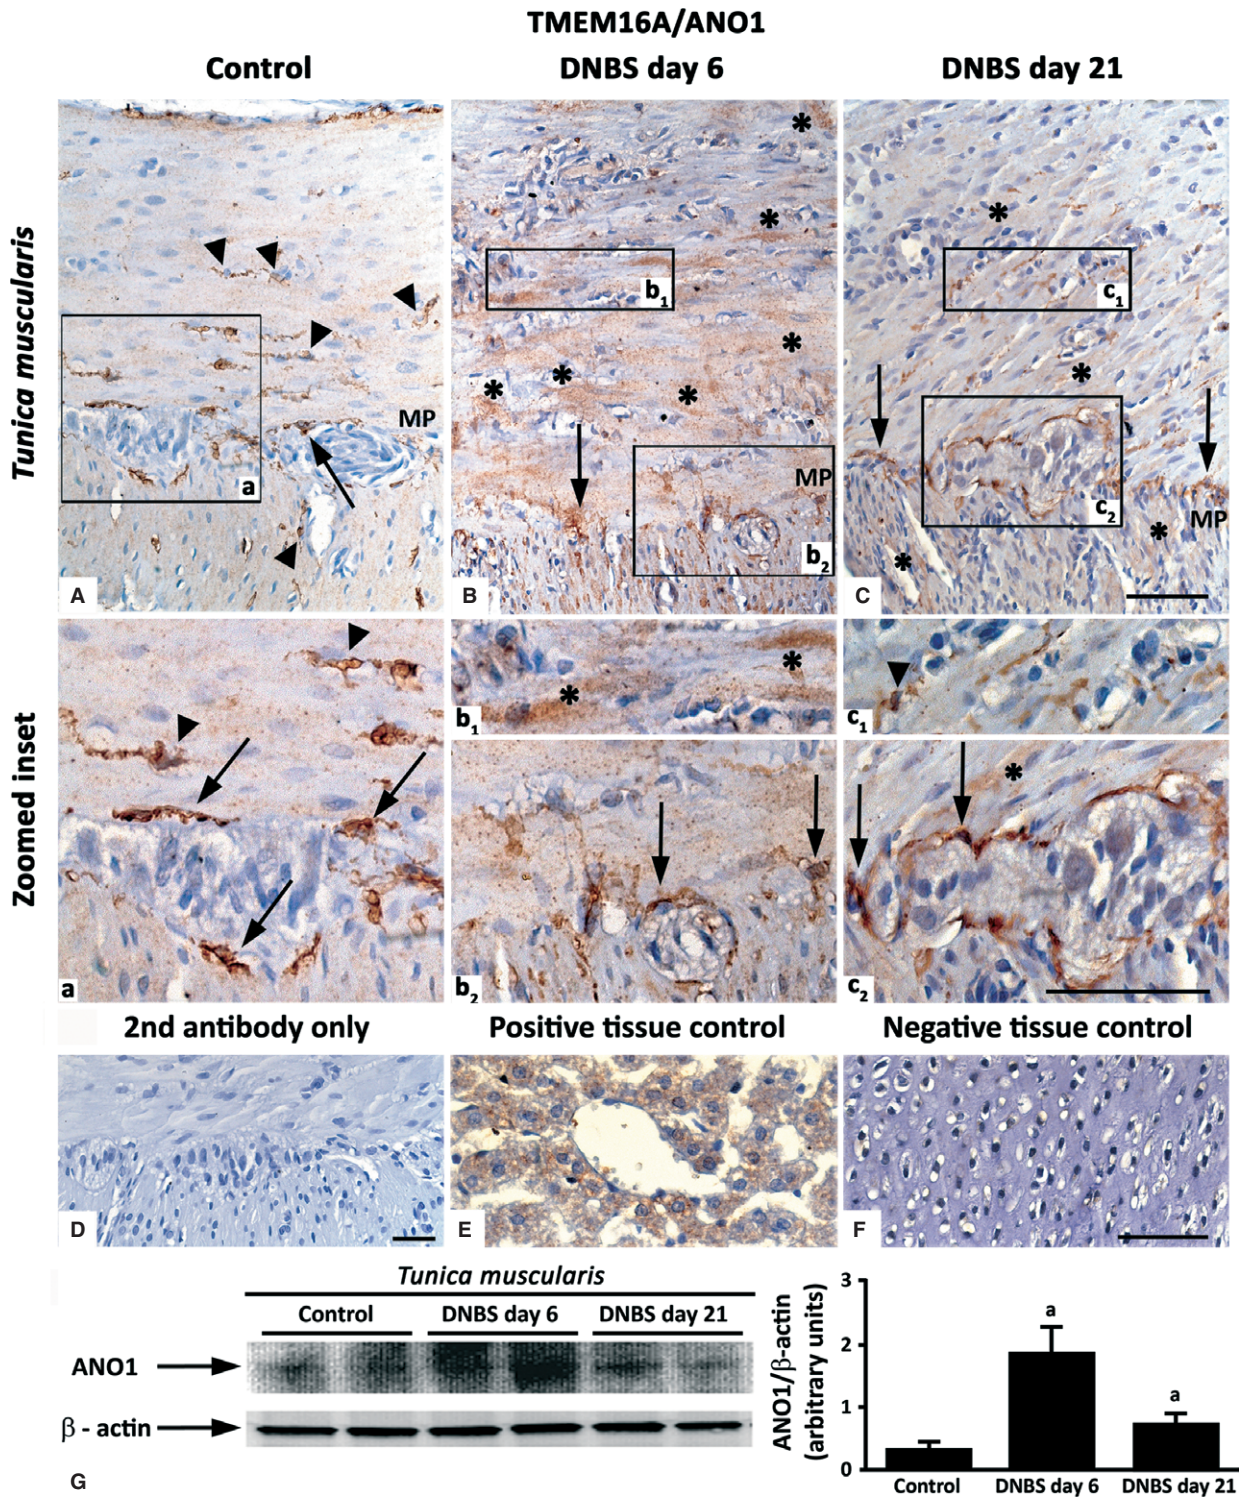 TMEM16A/ANO1
Control
DNBS day 6
DNBS day 21
Tunica muscularis
MP
a
A
b1
MP
b2
B
c1
c2
MP
C
Zoomed inset
a
b1
b2
c1
c2
2nd antibody only
Positive tissue control
Negative tissue control
D
E
F
Tunica muscularis
Control
DNBS day 6
DNBS day 21
ANO1
β - actin
G
ANO1/β-actin
(arbitrary units)
3
2
1
0
a
a
Control
DNBS day 6
DNBS day 21